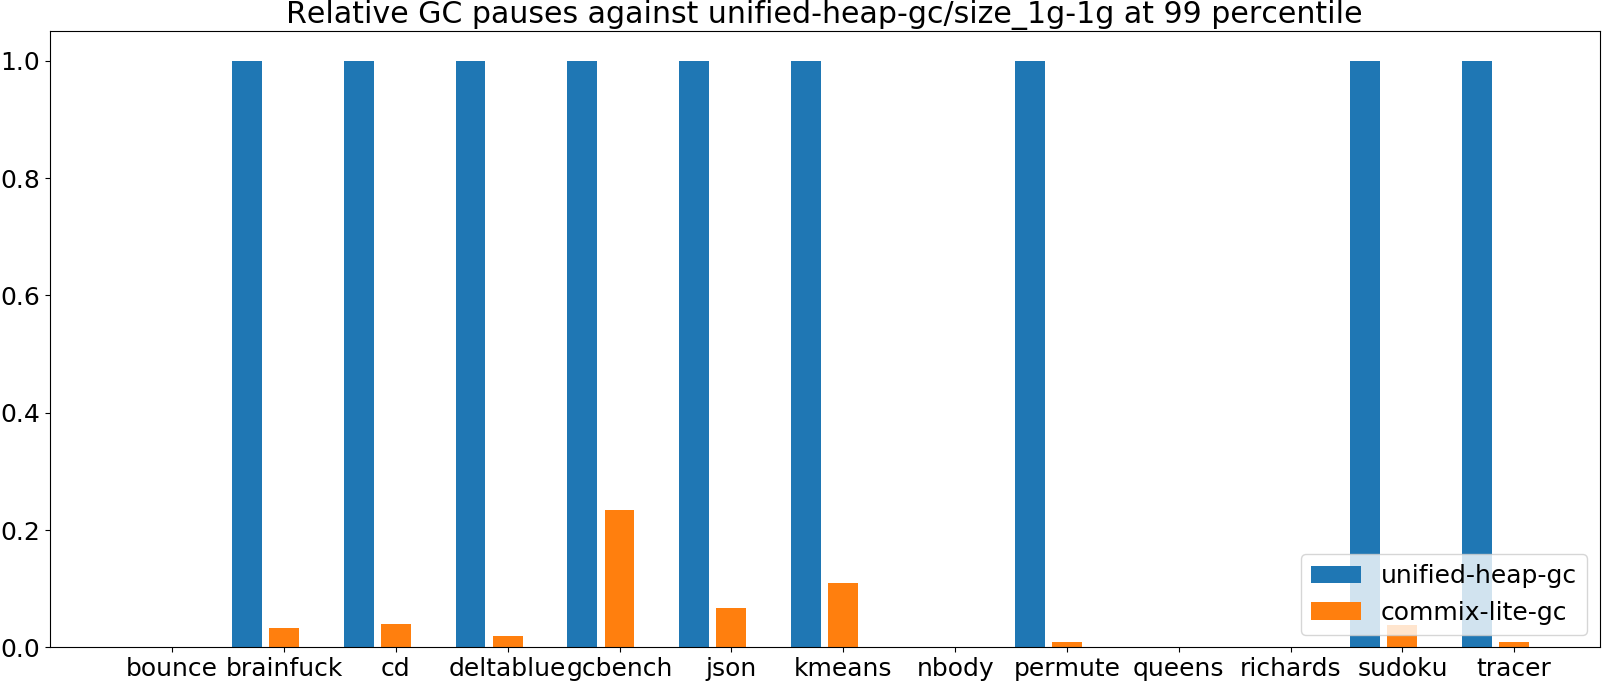 Relative GC pauses against unified-heap-gc/size_1g-1g at 99 percentile
1.0
0.8
0.6
0.4
0.2
0.0
unified-heap-gc
commix-lite-gc
bounce brainfuck cd deltablue gcbench json kmeans nbody permute queens richards sudoku tracer